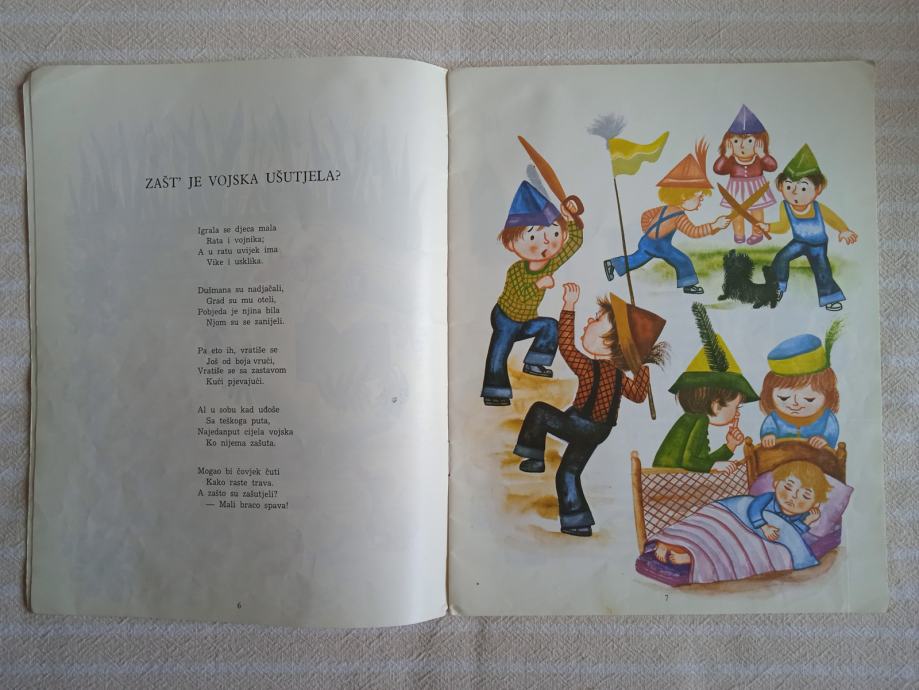 ZAŠT' JE VOJSKA UŠUTJELA?
Igrala se djeca mala
Rata i vojnika;
A u ratu uvijek ima
Vike i usklika.
Dušmana su nadjačali,
Grad su mu oteli,
Pobjeda je njina bila
Njom su se zanijeli.
Pa eto ih, vratiše se
Još od boja vrući,
Vratiše se sa zastavom
Kući pjevajući.
Al u sobu kad uđoše
Sa teškoga puta,
Najedanput cijela vojska
Ko nijema zašuta.
Mogao bi čovjek čuti
Kako raste trava.
A zašto su zašutjeli?
— Mali braco spava!
6
7